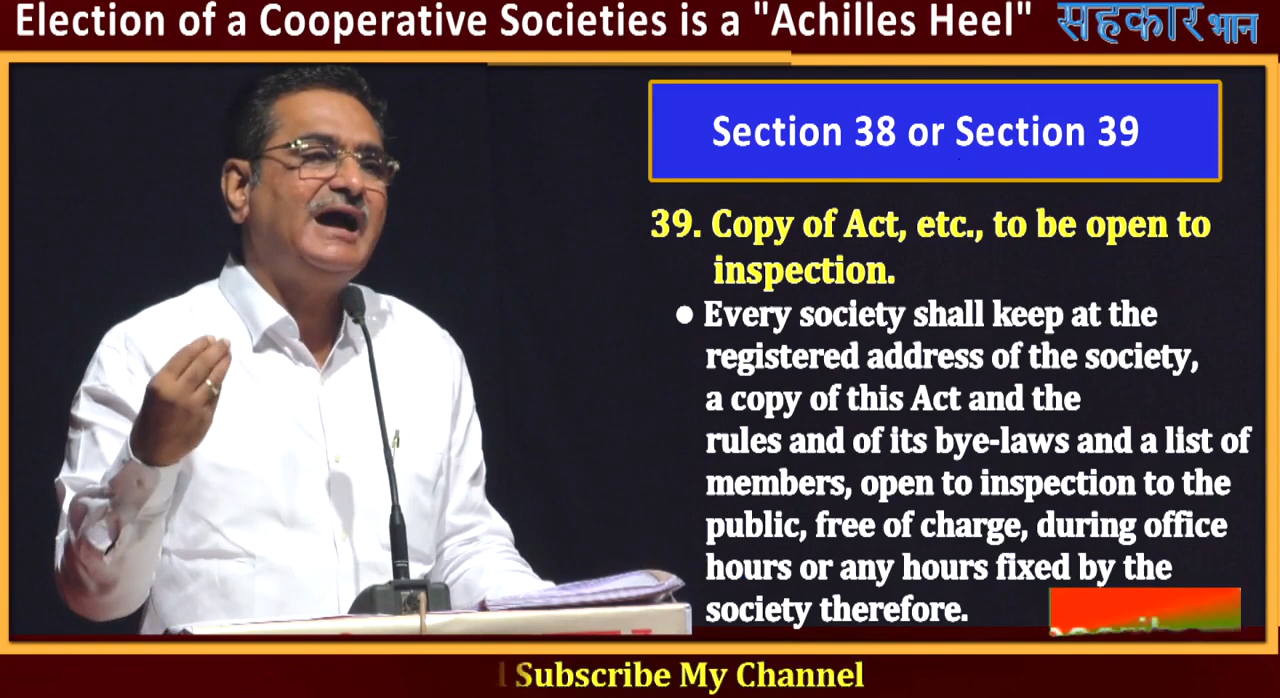 Election of a Cooperative Societies is a "Achilles Heel" सहकार भान
Section 38 or Section 39
39. Copy of Act, etc., to be open to
inspection.
● Every society shall keep at the
registered address of the society,
a copy of this Act and the
rules and of its bye-laws and a list of
members, open to inspection to the
public, free of charge, during office
hours or any hours fixed by the
society therefore.
Subscribe My Channel